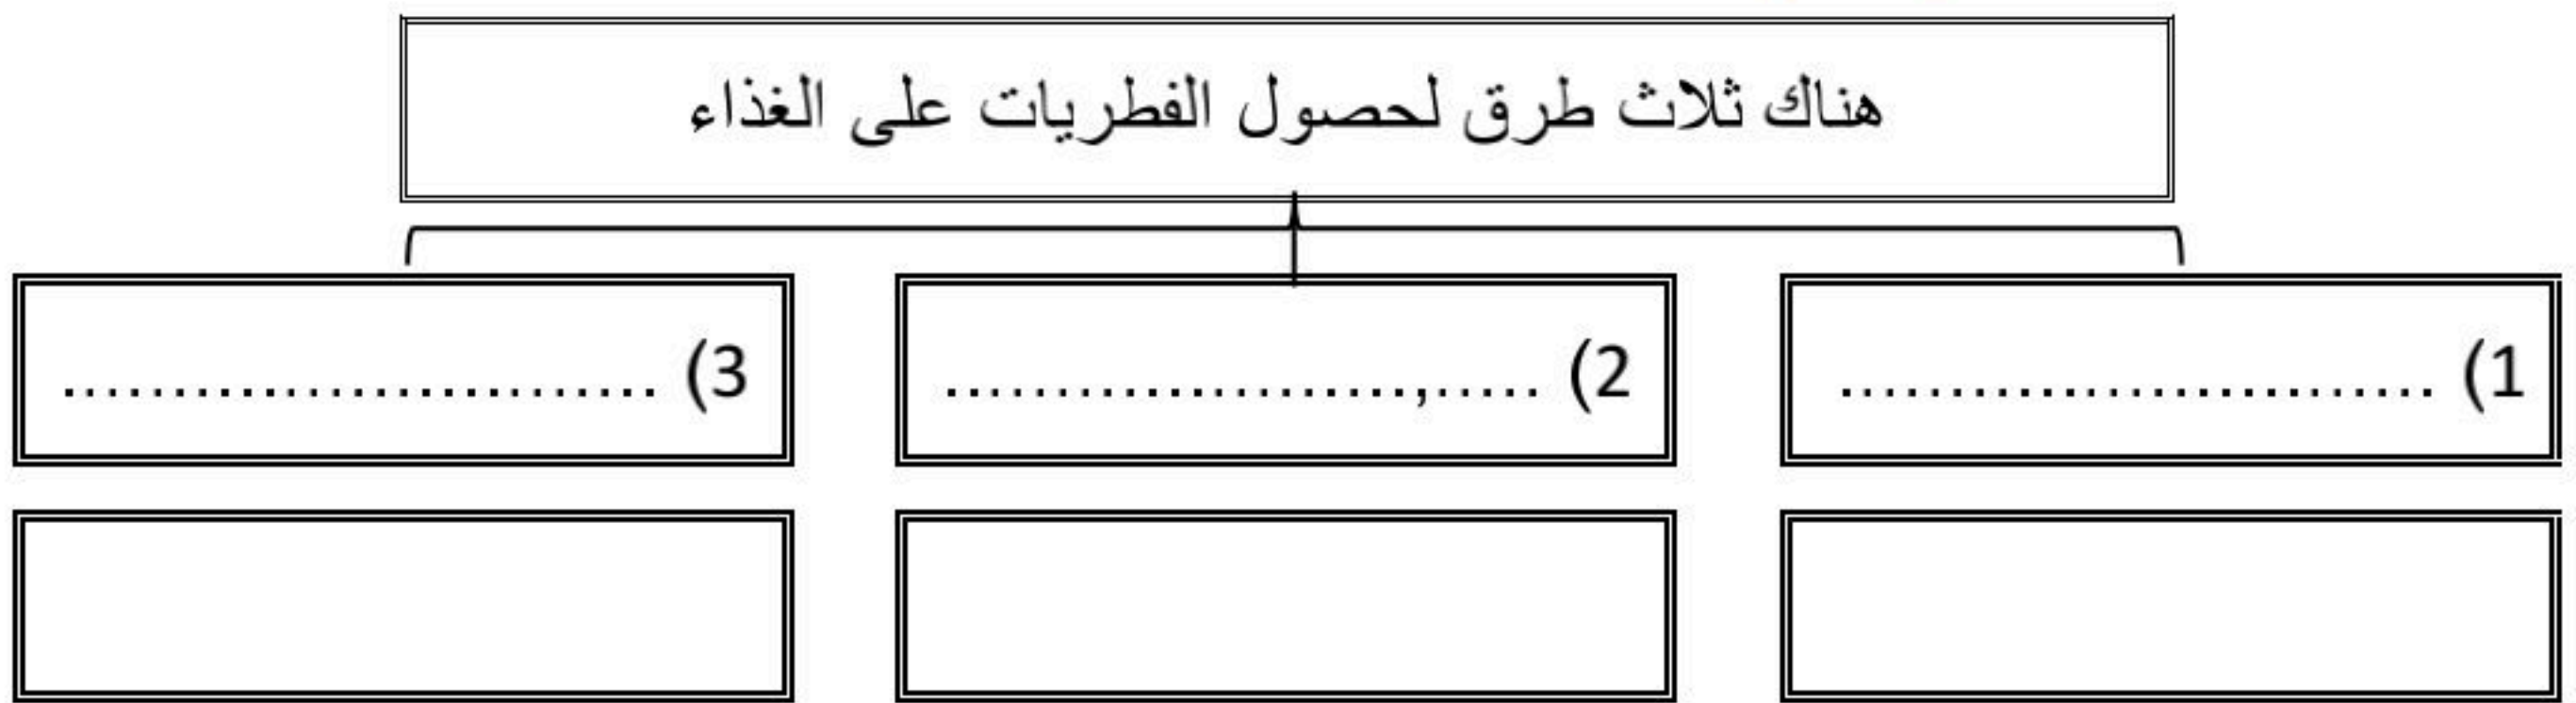 هناك ثلاث طرق لحصول الفطريات على الغذاء
1) ...........................
2) .....,.....................
3) ...........................